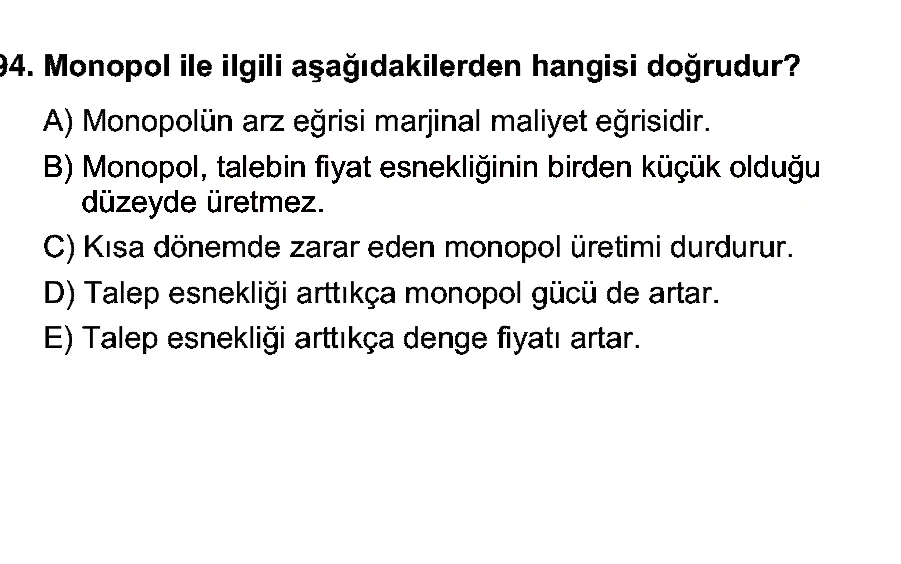 94. Monopol ile ilgili aşağıdakilerden hangisi doğrudur?
A) Monopolün arz eğrisi marjinal maliyet eğrisidir.
B) Monopol, talebin fiyat esnekliğinin birden küçük olduğu
düzeyde üretmez.
C) Kısa dönemde zarar eden monopol üretimi durdurur.
D) Talep esnekliği arttıkça monopol gücü de artar.
E) Talep esnekliği arttıkça denge fiyatı artar.